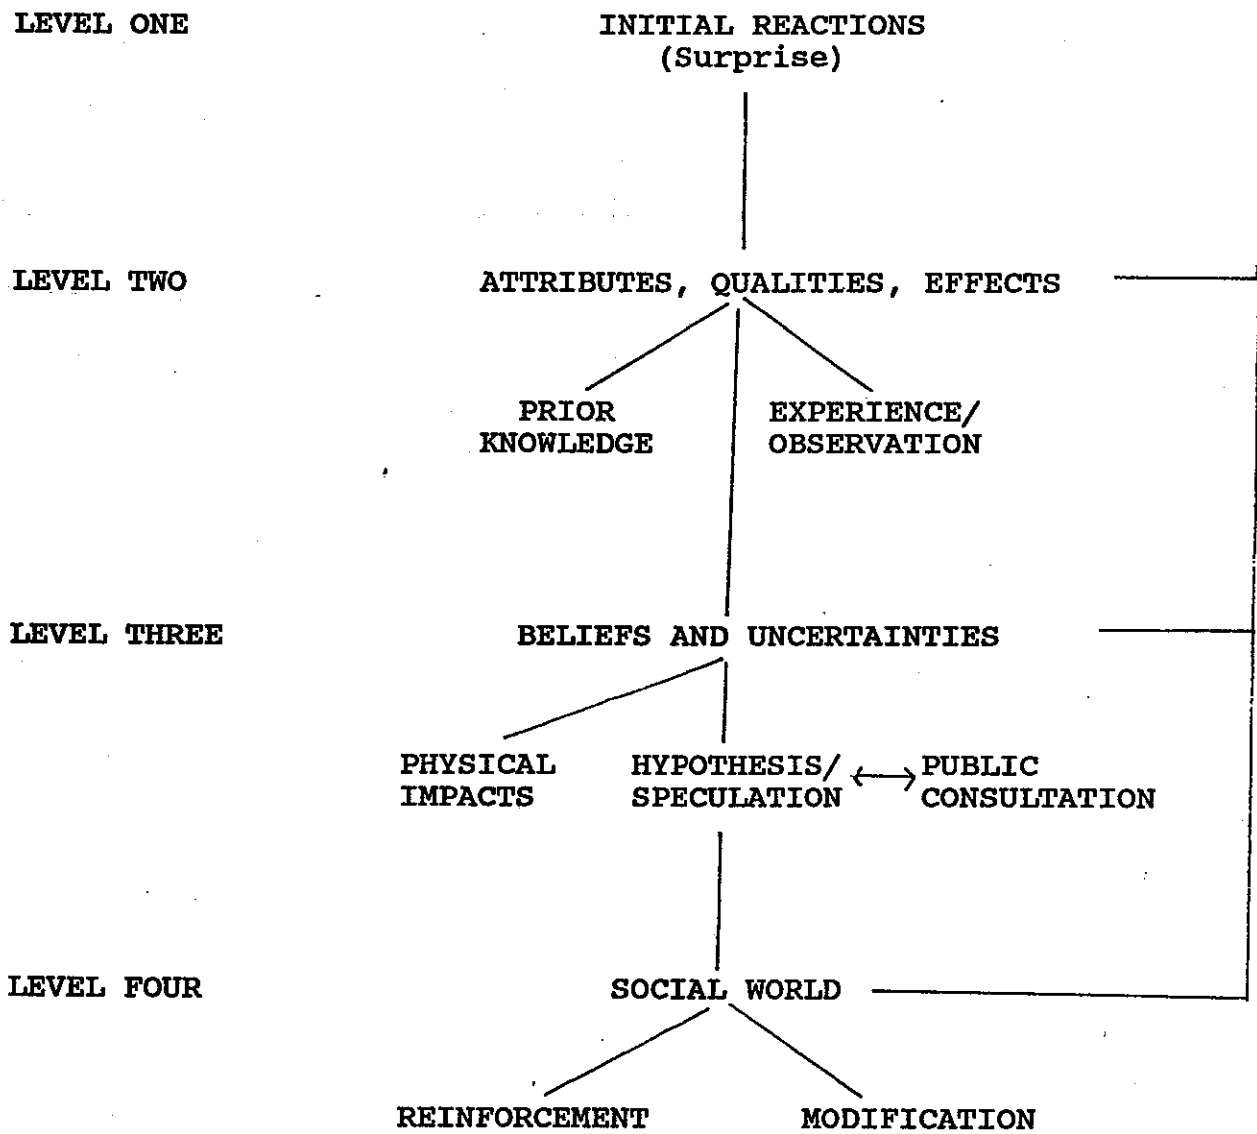 LEVEL ONE
INITIAL REACTIONS
(Surprise)
LEVEL TWO
ATTRIBUTES, QUALITIES, EFFECTS
PRIOR
KNOWLEDGE
EXPERIENCE/
OBSERVATION
LEVEL THREE
BELIEFS AND UNCERTAINTIES
PHYSICAL
IMPACTS
HYPOTHESIS/
SPECULATION
PUBLIC
CONSULTATION
LEVEL FOUR
SOCIAL WORLD
REINFORCEMENT
MODIFICATION